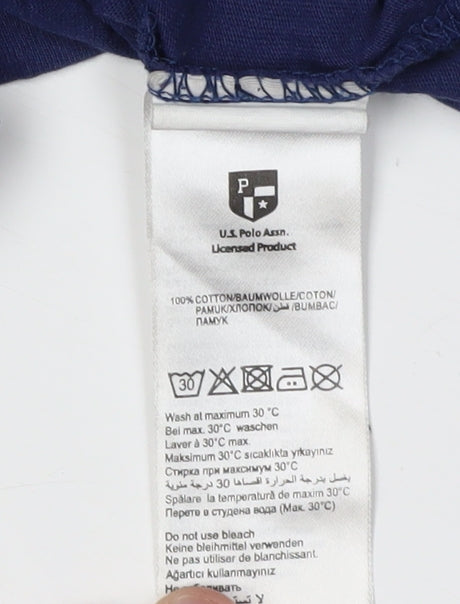 P
U.S. Polo Assn.
Licensed Product
100% COTTON/BAUMWOLLE/COTON/
PAMUK/ХЛОПОК/قطن/BUMBAC/
ПАМУК
30
Wash at maximum 30 °C
Bei max. 30°C waschen
Laver à 30°C max.
Maksimum 30°C sıcaklıkta yıkayınız
Стирка при максимум 30°C
يغسل بدرجة الحرارة اقصاها 30 درجة مئوية
Spălare la temperatură de maxim 30°C
Перете в студена вода (Мак. 30°C)
Do not use bleach
Keine bleihmittel verwenden
Ne pas utiliser de blanchissant.
Ağartıcı kullanmayınız